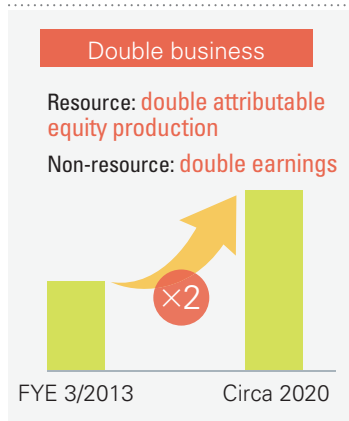 Double business
Resource: double attributable
equity production
Non-resource: double earnings
×2
FYE 3/2013
Circa 2020